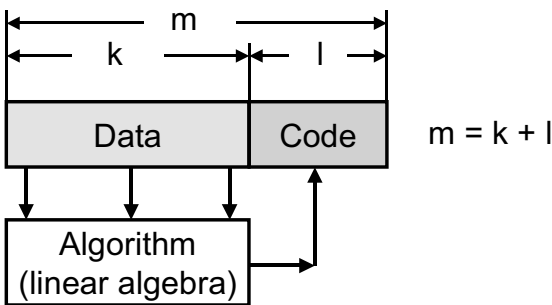 m
k l
Data Code m = k + l
Algorithm
(linear algebra)